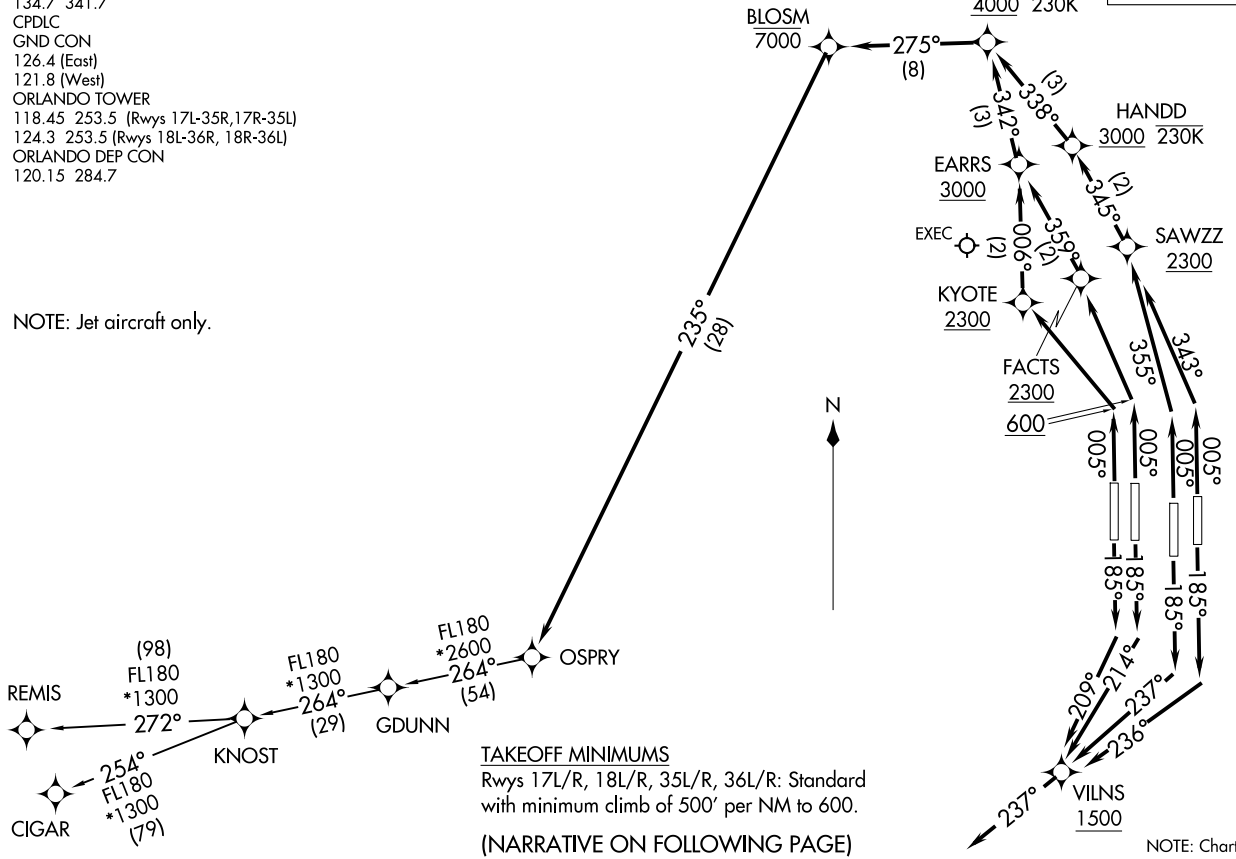 134.7 341.7
CPDLC
GND CON
126.4 (East)
121.8 (West)
ORLANDO TOWER
118.45 253.5 (Rwys 17L-35R,17R-35L)
124.3 253.5 (Rwys 18L-36R, 18R-36L)
ORLANDO DEP CON
120.15 284.7
NOTE: Jet aircraft only.
BLOSM
7000
275°
(8)
4000 230K
(3)
338°
342°
(3)
HANDD
3000 230K
EARRS
3000
(2)
345°
EXEC
(2)
006°
359°
(2)
SAWZZ
2300
KYOTE
2300
FACTS
2300
600
355°
343°
005°
005°
005°
005°
235°
(28)
N
185°
185°
185°
185°
209°
214°
237°
236°
VILNS
1500
237°
OSPRY
FL180
*2600
264°
(54)
GDUNN
FL180
*1300
264°
(29)
KNOST
(98)
FL180
*1300
272°
REMIS
254°
FL180
*1300
(79)
CIGAR
TAKEOFF MINIMUMS
Rwys 17L/R, 18L/R, 35L/R, 36L/R: Standard
with minimum climb of 500' per NM to 600.
(NARRATIVE ON FOLLOWING PAGE)
NOTE: Chart